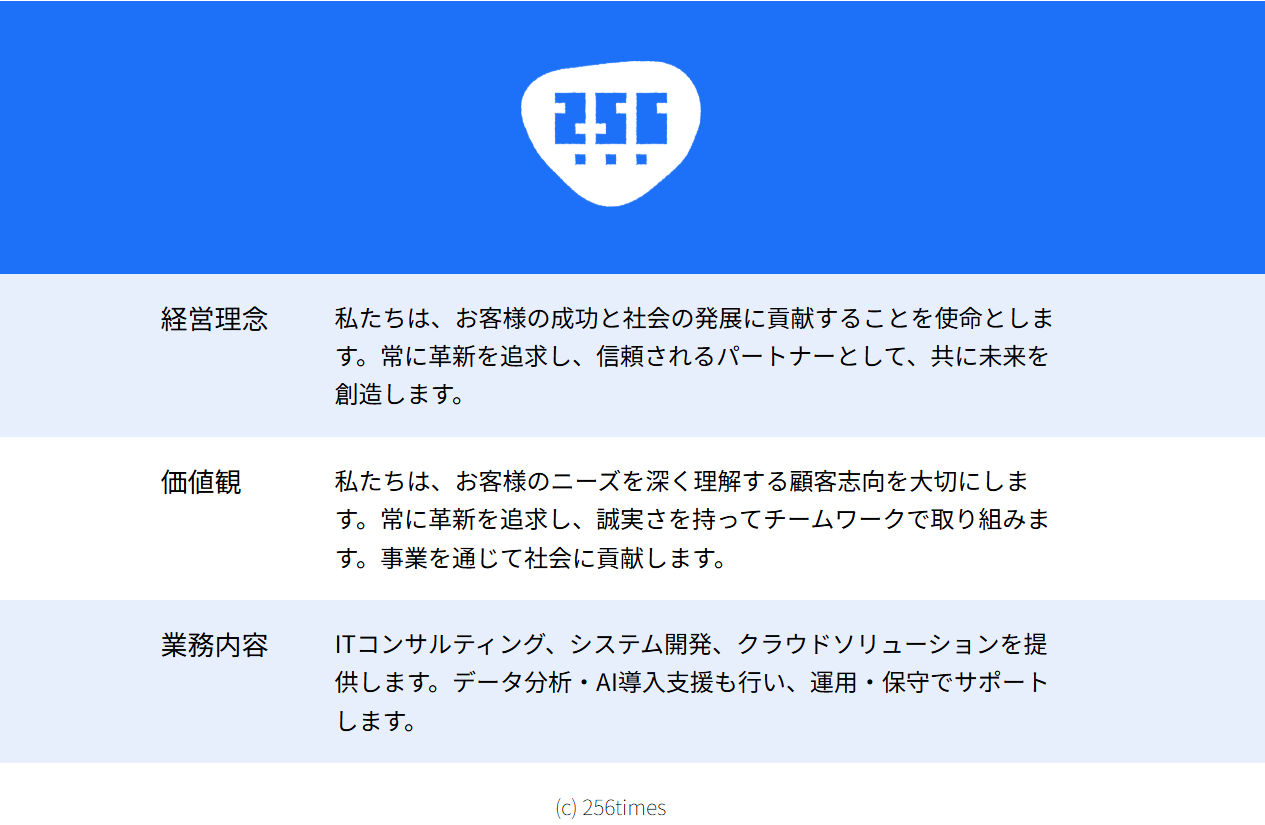 256
経営理念
私たちは、お客様の成功と社会の発展に貢献することを使命としま
す。常に革新を追求し、信頼されるパートナーとして、共に未来を
創造します。
価値観
私たちは、お客様のニーズを深く理解する顧客志向を大切にしま
す。常に革新を追求し、誠実さを持ってチームワークで取り組みま
す。事業を通じて社会に貢献します。
業務内容
ITコンサルティング、システム開発、クラウドソリューションを提
供します。データ分析・AI導入支援も行い、運用・保守でサポート
します。
(c) 256times